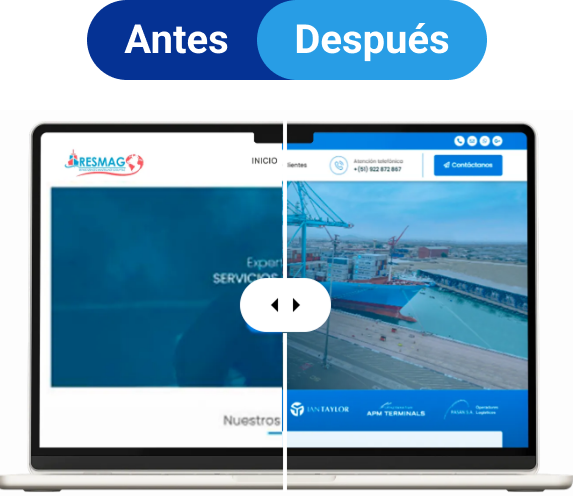 Antes Después
BRESMAG
INICIO
lientes
Atención telefónica
+(51) 922 872 867
Contáctanos
Exper
SERVICIOS
Nuestros
IAN TAYLOR
APM TERMINALS
Operadores
Logísticos